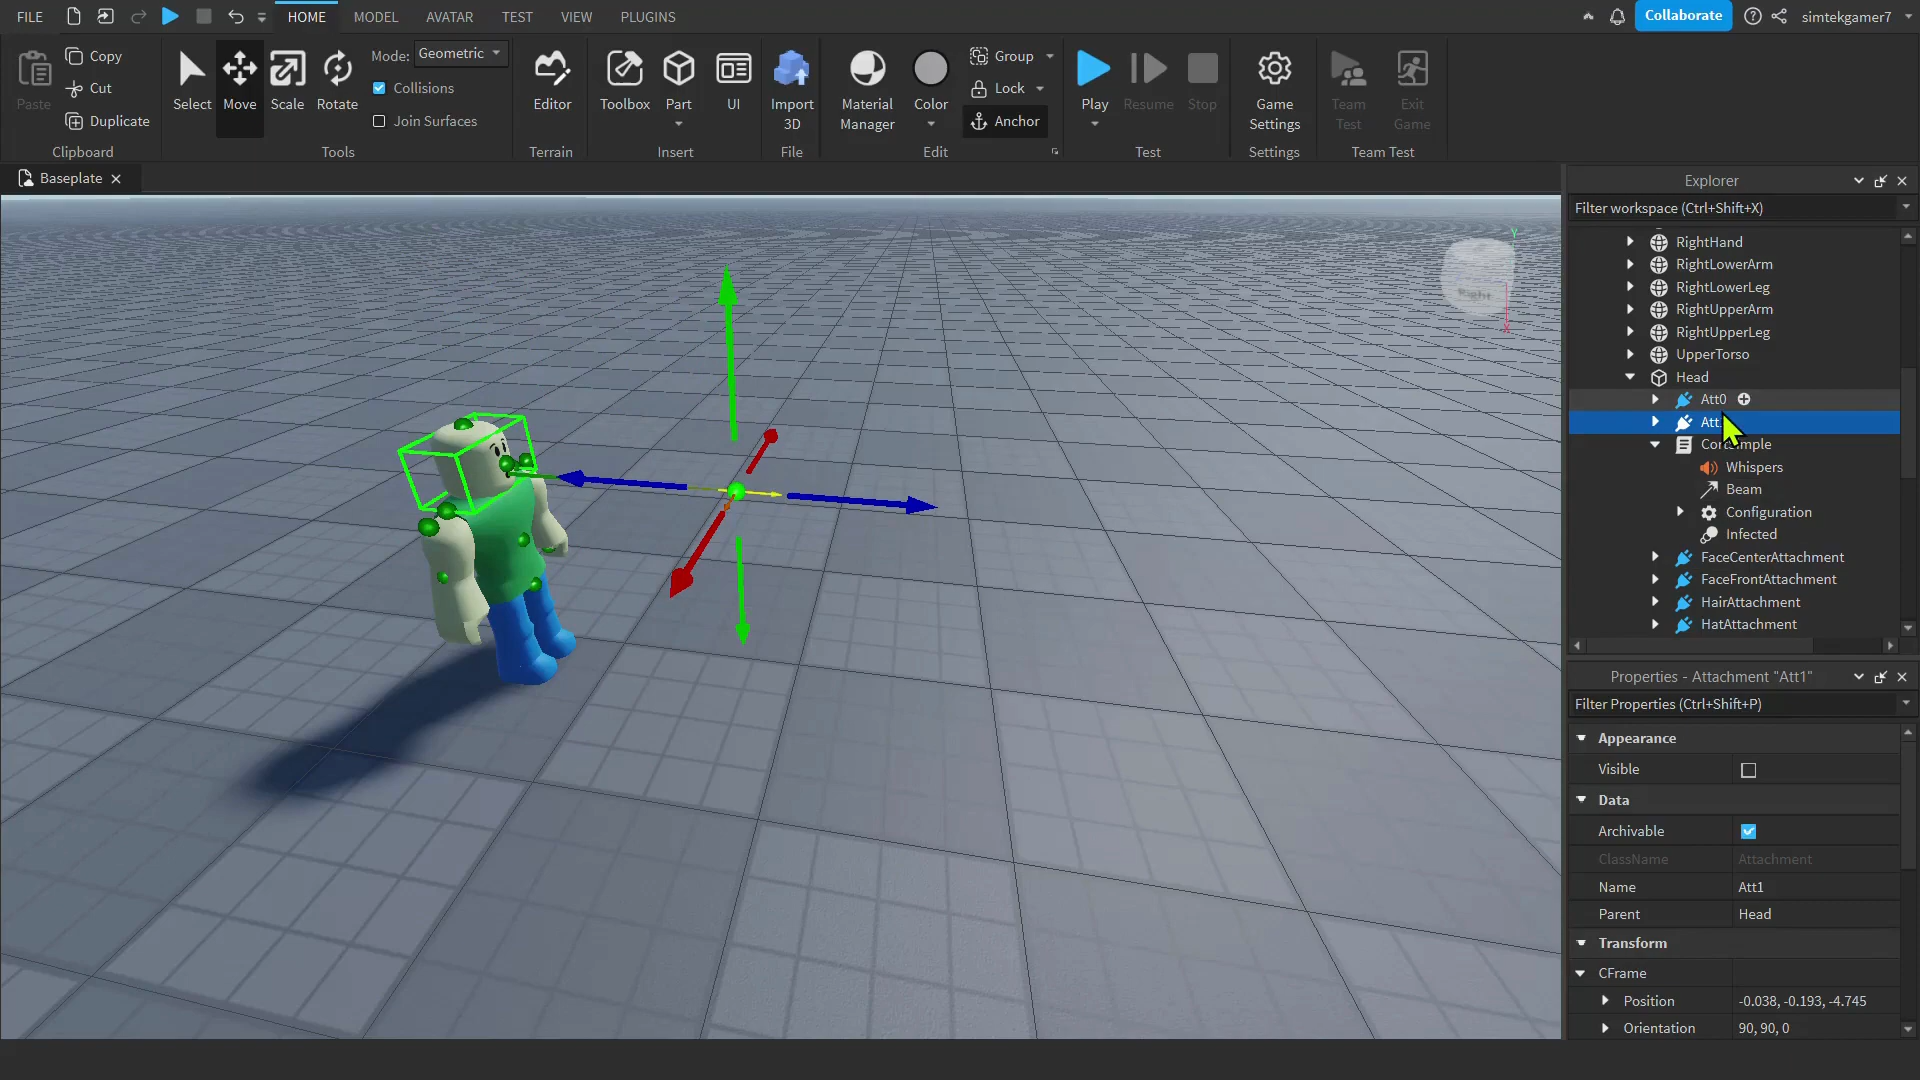 FILE HOME MODEL AVATAR TEST VIEW PLUGINS Collaborate simtekgamer7
Paste Copy Cut Duplicate
Clipboard
Select Move Scale Rotate
Mode: Geometric
Collisions
Join Surfaces
Tools
Editor
Terrain
Toolbox Part UI
Insert
Import
3D
File
Material
Manager
Color
Group
Lock
Anchor
Edit
Play Resume Stop
Test
Game
Settings
Settings
Team
Test
Exit
Game
Team Test
Baseplate
Y
Right
X
Explorer
Filter workspace (Ctrl+Shift+X)
RightHand
RightLowerArm
RightLowerLeg
RightUpperArm
RightUpperLeg
UpperTorso
Head
Att0
Whispers
Beam
Configuration
Infected
FaceCenterAttachment
FaceFrontAttachment
HairAttachment
HatAttachment
Properties - Attachment "Att1"
Filter Properties (Ctrl+Shift+P)
Appearance
Visible
Data
Archivable
ClassName Attachment
Name Att1
Parent Head
Transform
CFrame
Position -0.038, -0.193, -4.745
Orientation 90, 90, 0